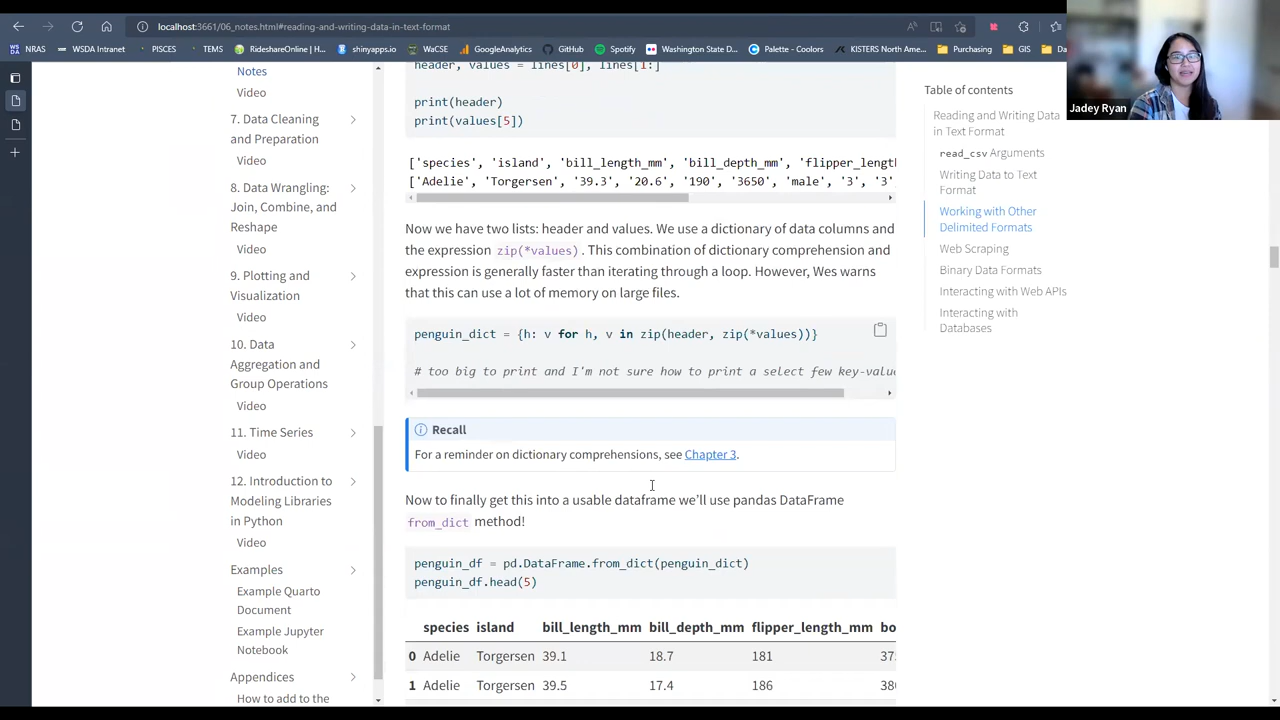 localhost:3661/06_notes.html#reading-and-writing-data-in-text-format
NRAS
WSDA Intranet
PISCES
TEMS
RideshareOnline | H...
shinyapps.io
WaCSE
GoogleAnalytics
GitHub
Spotify
Washington State D...
Palette - Coolors
KISTERS North Ame...
Purchasing
GIS
Da
Jadey Ryan
Notes
Video
7. Data Cleaning
and Preparation
Video
8. Data Wrangling:
Join, Combine, and
Reshape
Video
9. Plotting and
Visualization
Video
10. Data
Aggregation and
Group Operations
Video
11. Time Series
Video
12. Introduction to
Modeling Libraries
in Python
Video
Examples
Example Quarto
Document
Example Jupyter
Notebook
Appendices
How to add to the
header, values = lines[0], lines[1:]
print(header)
print(values[5])
['species', 'island', 'bill_length_mm', 'bill_depth_mm', 'flipper_lengt
['Adelie', 'Torgersen', '39.3', '20.6', '190', '3650', 'male', '3', '3'
Now we have two lists: header and values. We use a dictionary of data columns and
the expression zip(*values). This combination of dictionary comprehension and
expression is generally faster than iterating through a loop. However, Wes warns
that this can use a lot of memory on large files.
penguin_dict = {h: v for h, v in zip(header, zip(*values))}
# too big to print and I'm not sure how to print a select few key-valu
Recall
For a reminder on dictionary comprehensions, see Chapter 3.
Now to finally get this into a usable dataframe we'll use pandas DataFrame
from_dict method!
penguin_df = pd.DataFrame.from_dict(penguin_dict)
penguin_df.head(5)
species island bill_length_mm bill_depth_mm flipper_length_mm bo
0 Adelie Torgersen 39.1 18.7 181 37
1 Adelie Torgersen 39.5 17.4 186 38
Table of contents
Reading and Writing Data
in Text Format
read_csv Arguments
Writing Data to Text
Format
Working with Other
Delimited Formats
Web Scraping
Binary Data Formats
Interacting with Web APIs
Interacting with
Databases